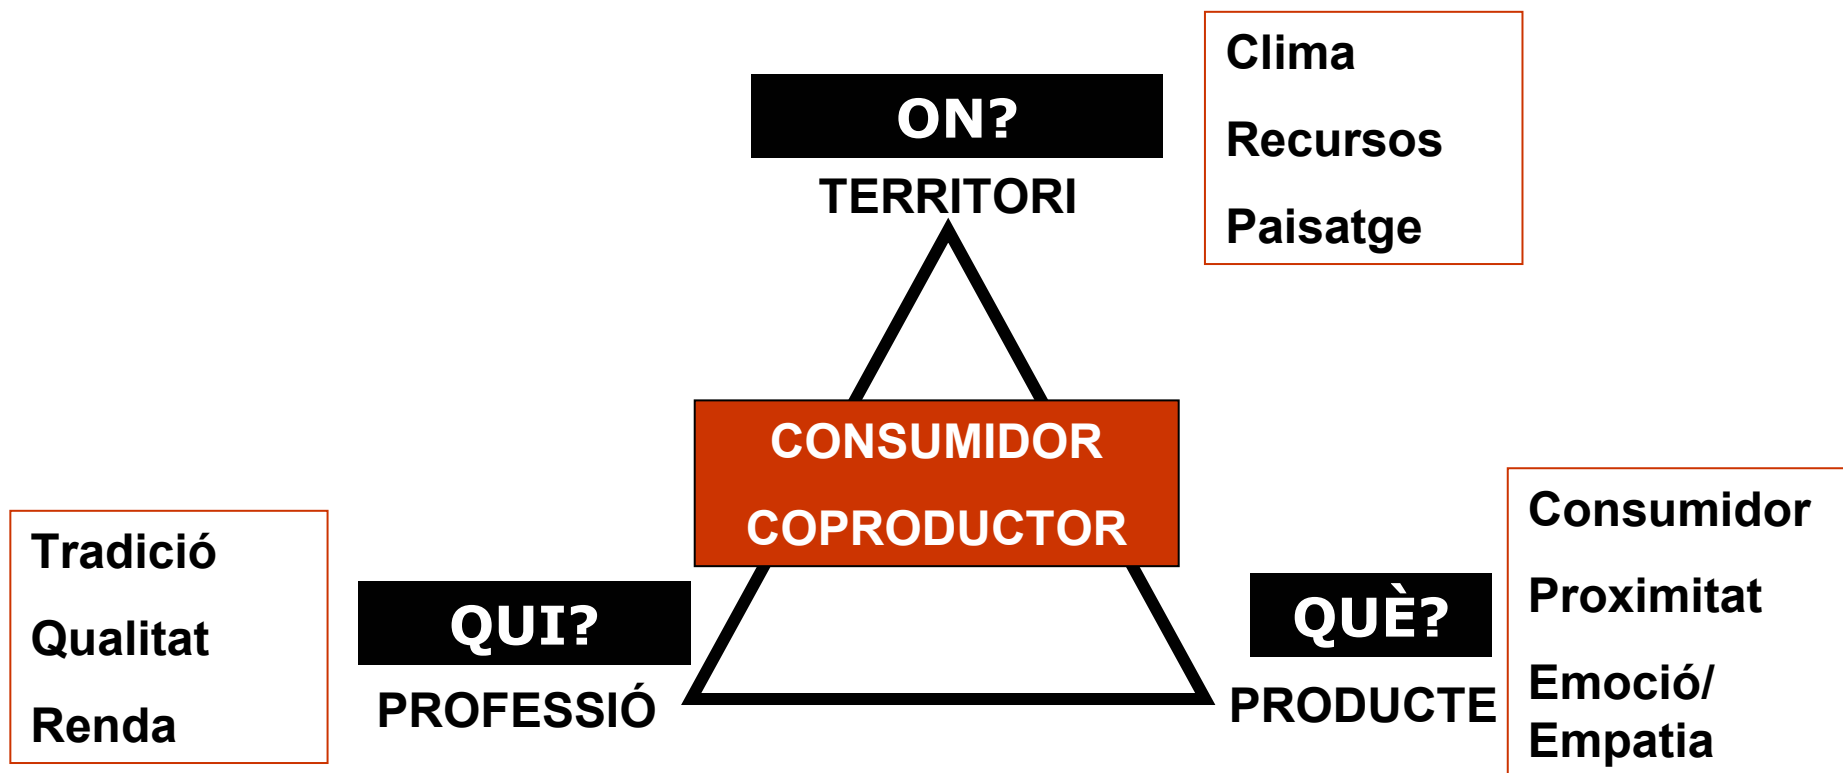 ON?
TERRITORI
Clima
Recursos
Paisatge
CONSUMIDOR
COPRODUCTOR
Tradició
Qualitat
Renda
QUI?
PROFESSIÓ
QUÈ?
PRODUCTE
Consumidor
Proximitat
Emoció/
Empatia